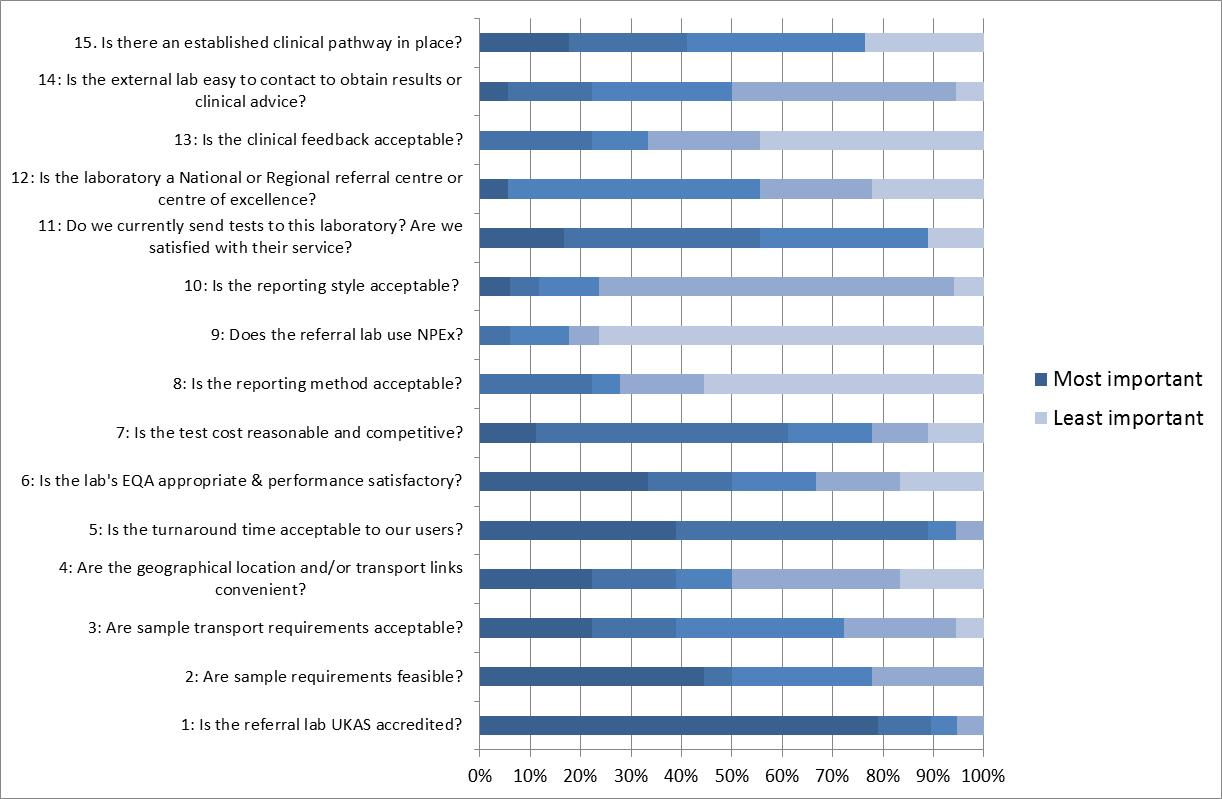 15. Is there an established clinical pathway in place?
14: Is the external lab easy to contact to obtain results or
clinical advice?
13: Is the clinical feedback acceptable?
12: Is the laboratory a National or Regional referral centre or
centre of excellence?
11: Do we currently send tests to this laboratory? Are we
satisfied with their service?
10: Is the reporting style acceptable?
9: Does the referral lab use NPEx?
8: Is the reporting method acceptable?
7: Is the test cost reasonable and competitive?
6: Is the lab's EQA appropriate & performance satisfactory?
5: Is the turnaround time acceptable to our users?
4: Are the geographical location and/or transport links
convenient?
3: Are sample transport requirements acceptable?
2: Are sample requirements feasible?
1: Is the referral lab UKAS accredited?
0% 10% 20% 30% 40% 50% 60% 70% 80% 90% 100%
Most important
Least important